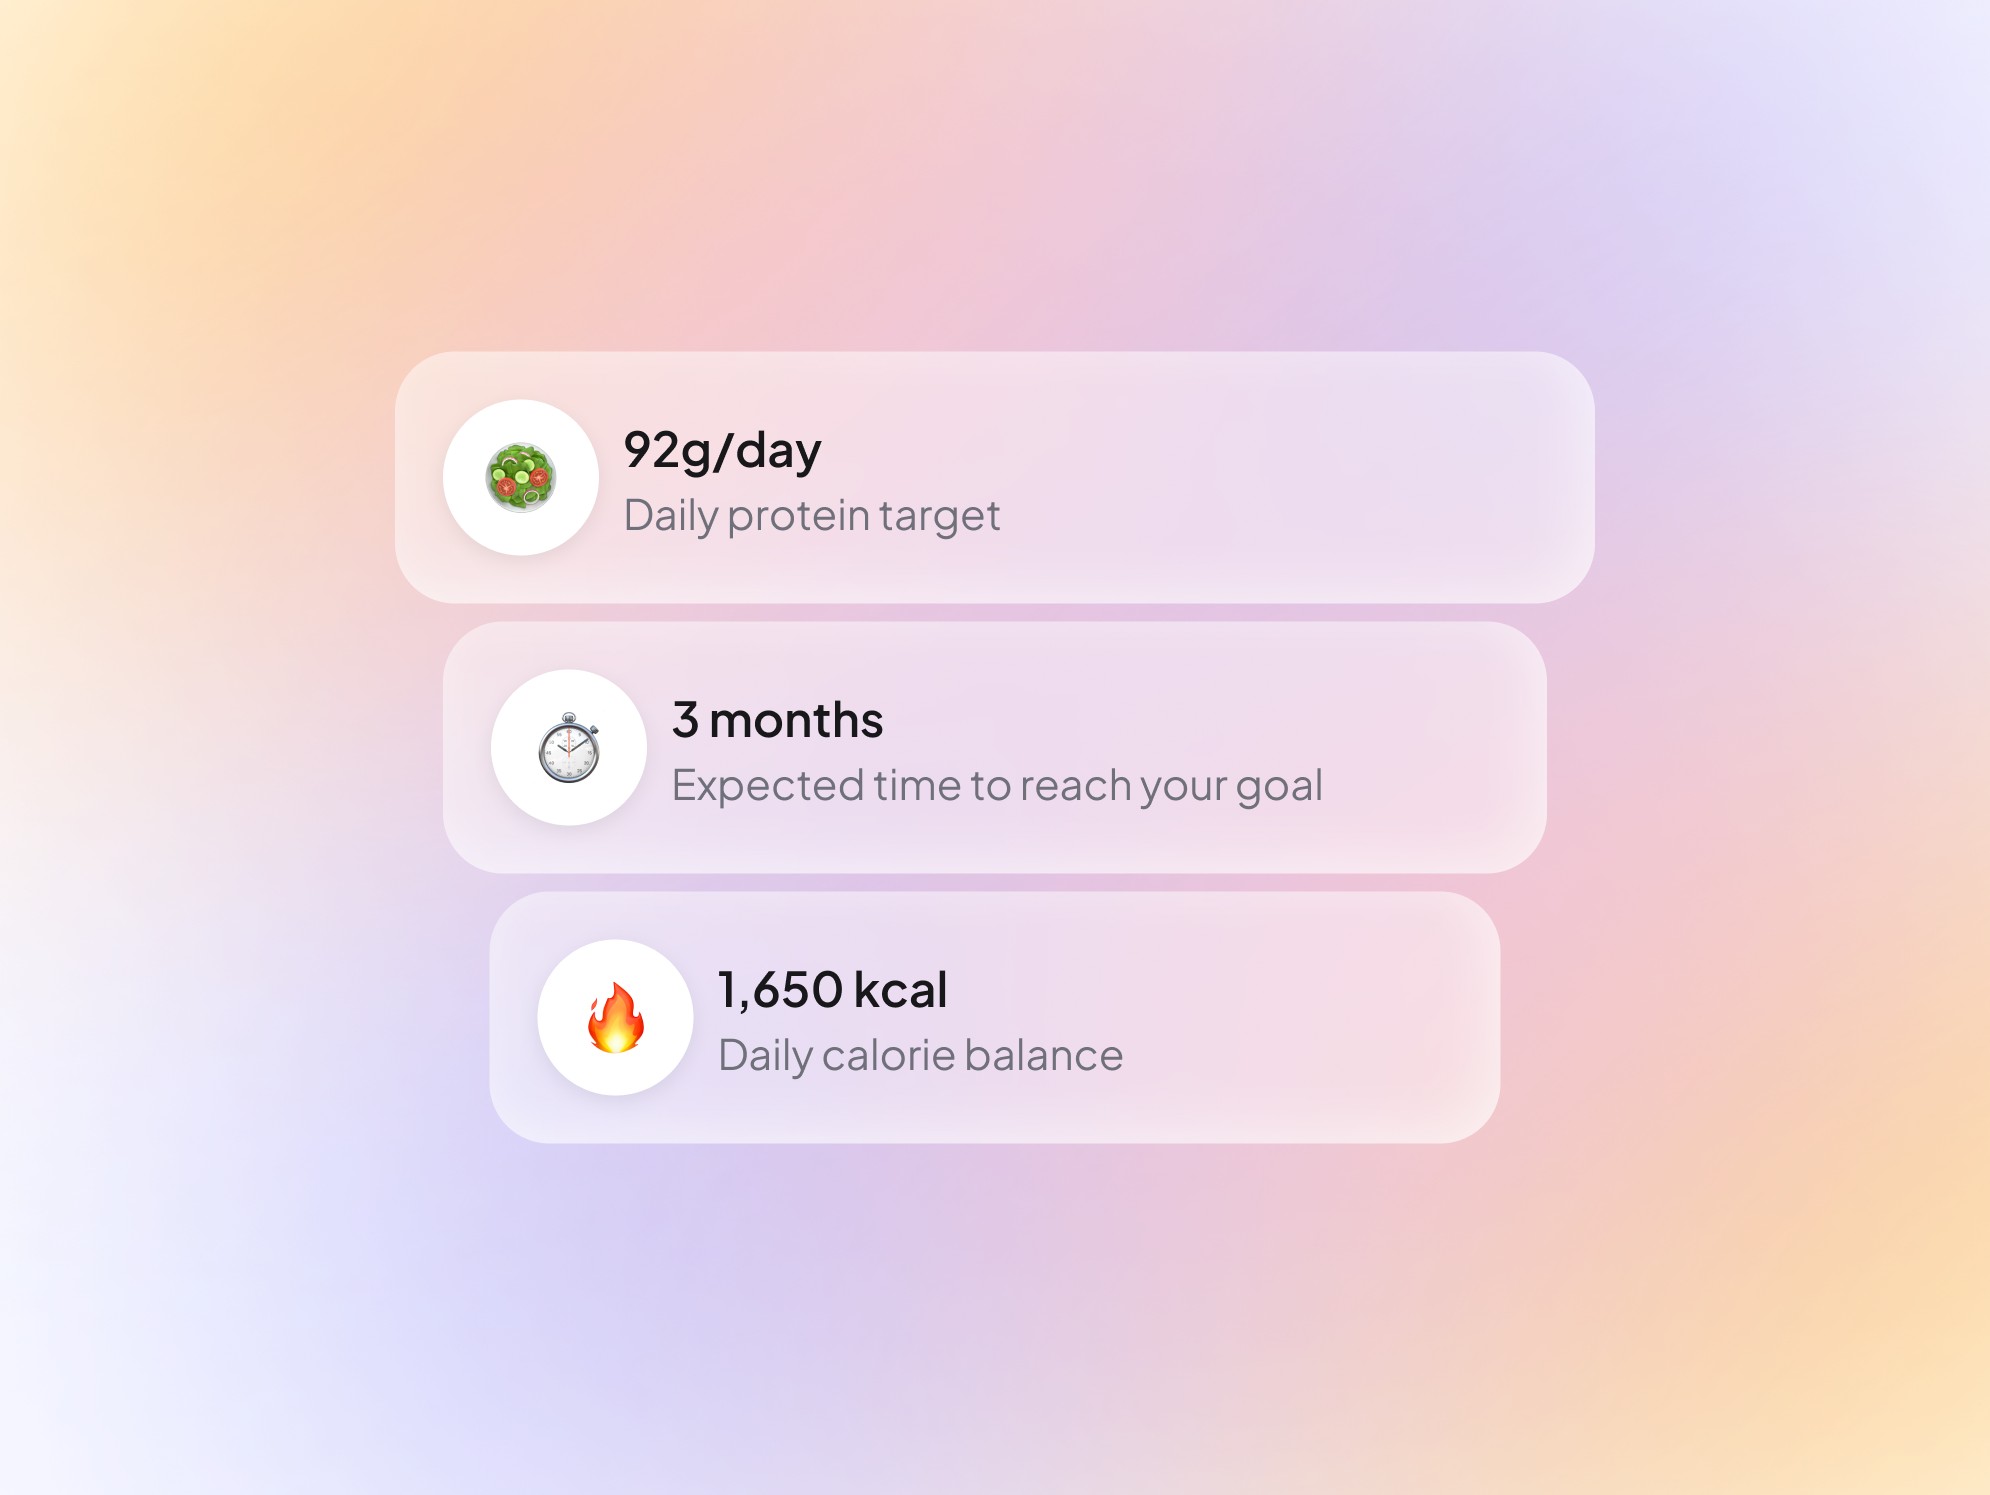 92g/day
Daily protein target
3 months
Expected time to reach your goal
1,650 kcal
Daily calorie balance